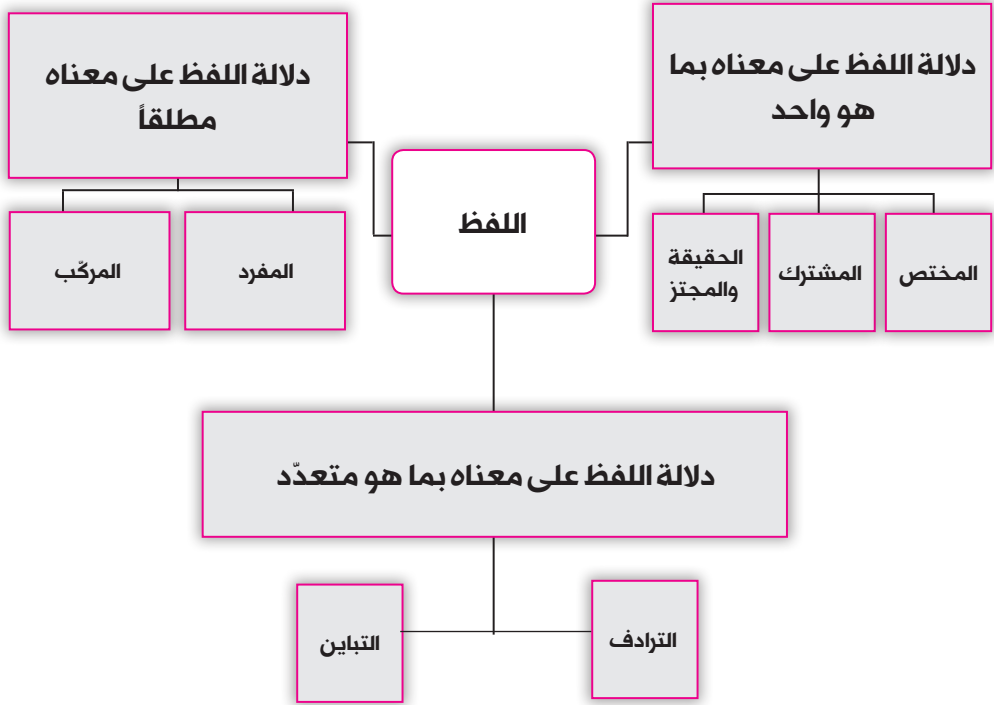 دلالة اللفظ على معناه بما
هو واحد
المختص
المشترك
الحقيقة
والمجتز
اللفظ
دلالة اللفظ على معناه
مطلقاً
المفرد
المركّب
دلالة اللفظ على معناه بما هو متعدّد
الترادف
التباين